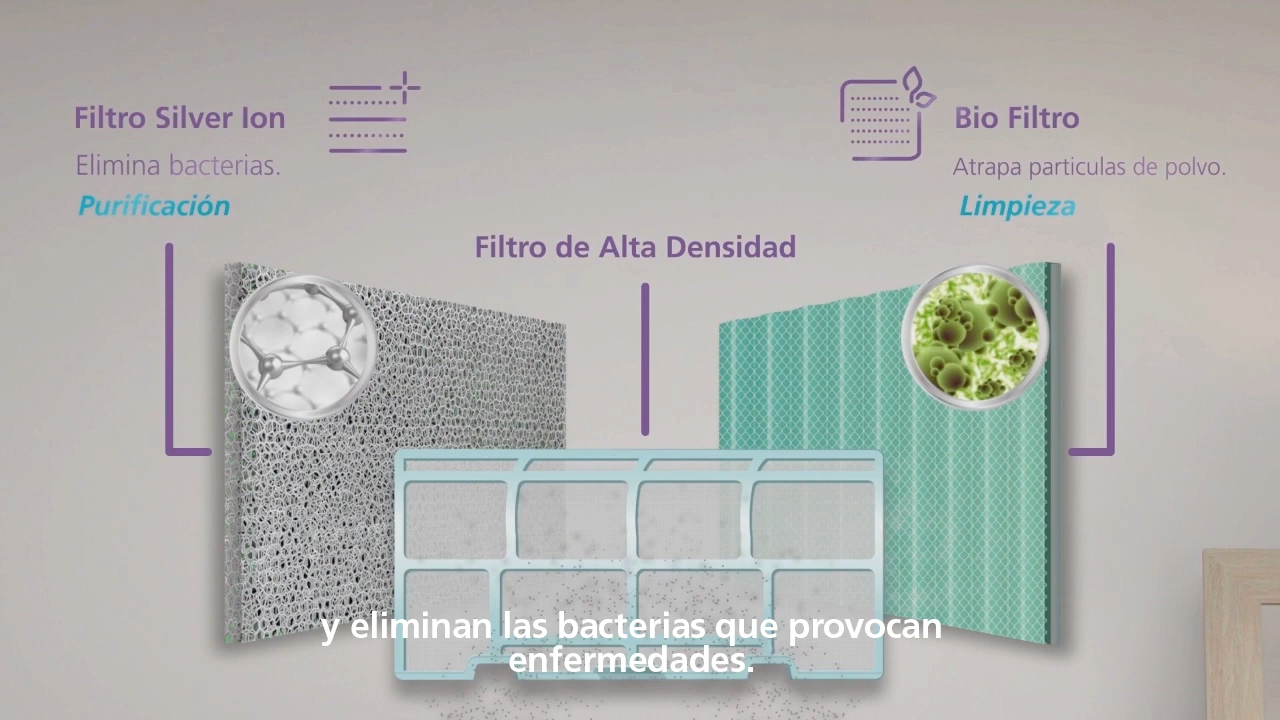 Filtro Silver Ion
Elimina bacterias.
Purificación
Bio Filtro
Atrapa particulas de polvo.
Limpieza
Filtro de Alta Densidad
y eliminan las bacterias que provocan
enfermedades.